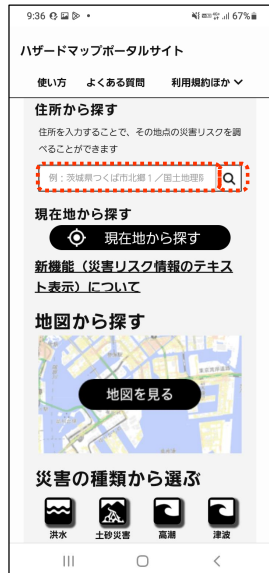 9:36
67%
ハザードマップポータルサイト
使い方 よくある質問 利用規約ほか
住所から探す
住所を入力することで、その地点の災害リスクを調
べることができます
例：茨城県つくば市北郷１／国土地理院
現在地から探す
現在地から探す
新機能（災害リスク情報のテキス
ト表示）について
地図から探す
地図を見る
災害の種類から選ぶ
洪水 土砂災害 高潮 津波